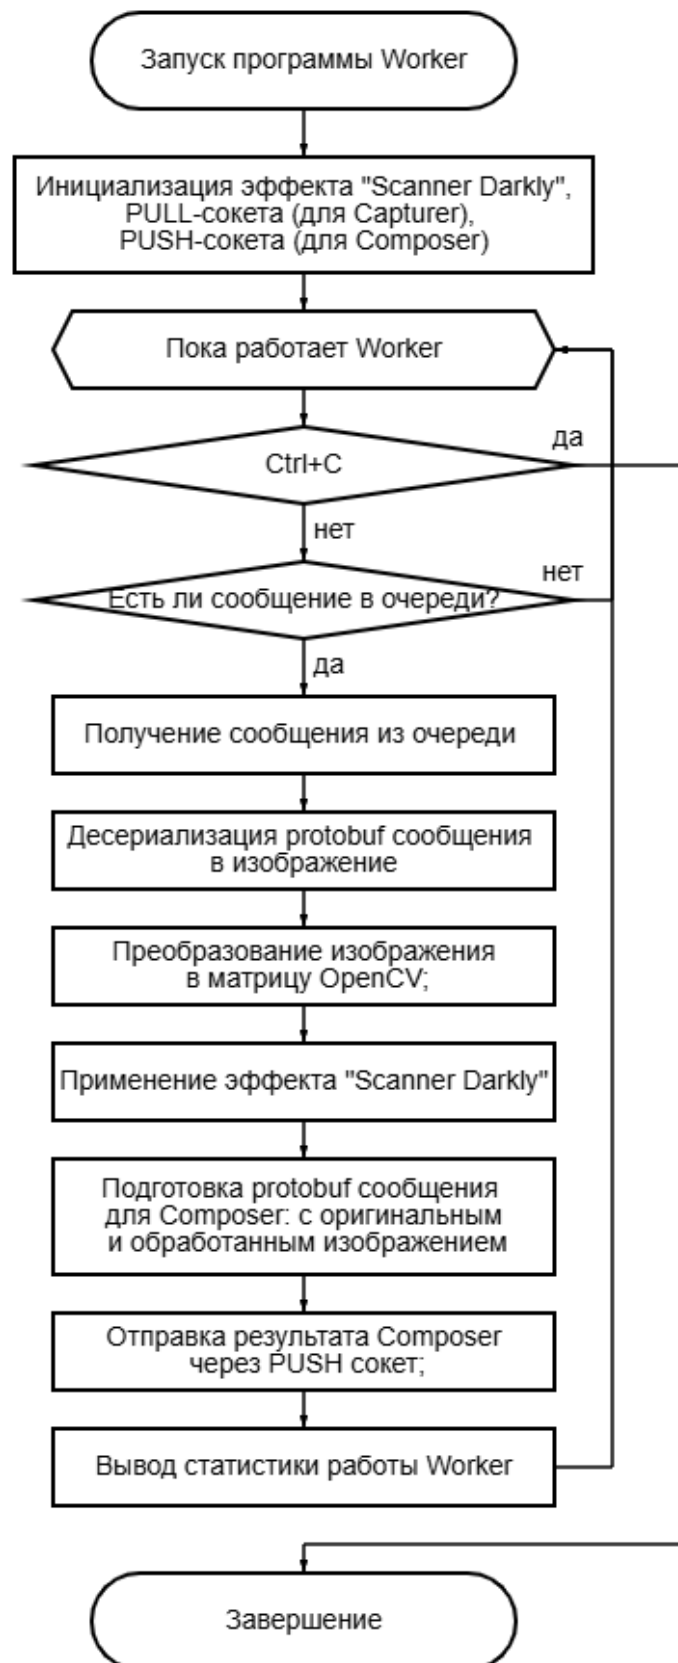 Запуск программы Worker
Инициализация эффекта "Scanner Darkly",
PULL-сокета (для Capturer),
PUSH-сокета (для Composer)
Пока работает Worker
да
Ctrl+C
нет
нет
Есть ли сообщение в очереди?
да
Получение сообщения из очереди
Десериализация protobuf сообщения
в изображение
Преобразование изображения
в матрицу OpenCV;
Применение эффекта "Scanner Darkly"
Подготовка protobuf сообщения
для Composer: с оригинальным
и обработанным изображением
Отправка результата Composer
через PUSH сокет;
Вывод статистики работы Worker
Завершение